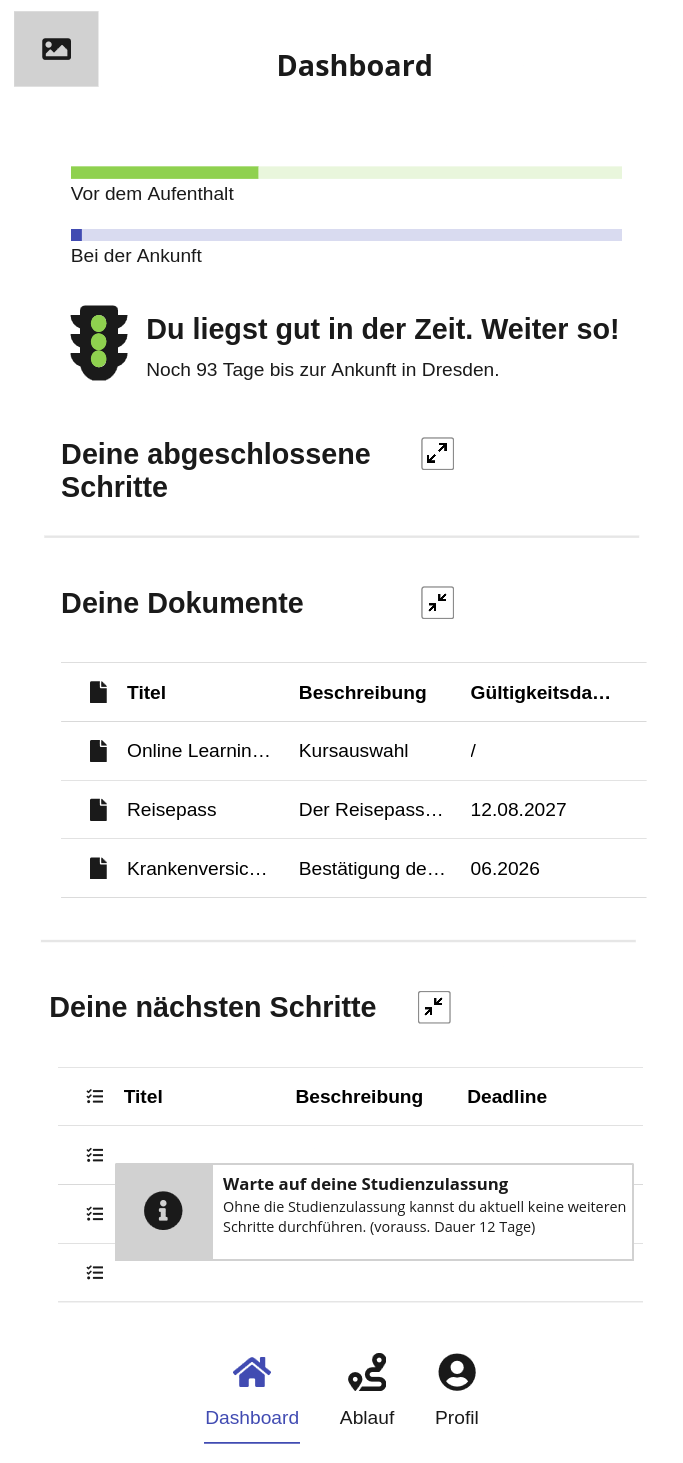 Dashboard
Vor dem Aufenthalt
Bei der Ankunft
Du liegst gut in der Zeit. Weiter so!
Noch 93 Tage bis zur Ankunft in Dresden.
Deine abgeschlossene
Schritte
Deine Dokumente
Titel Beschreibung Gültigkeitsda…
Online Learnin… Kursauswahl /
Reisepass Der Reisepass… 12.08.2027
Krankenversic… Bestätigung de… 06.2026
Deine nächsten Schritte
Titel Beschreibung Deadline
Warte auf deine Studienzulassung
Ohne die Studienzulassung kannst du aktuell keine weiteren
Schritte durchführen. (vorauss. Dauer 12 Tage)
Dashboard Ablauf Profil